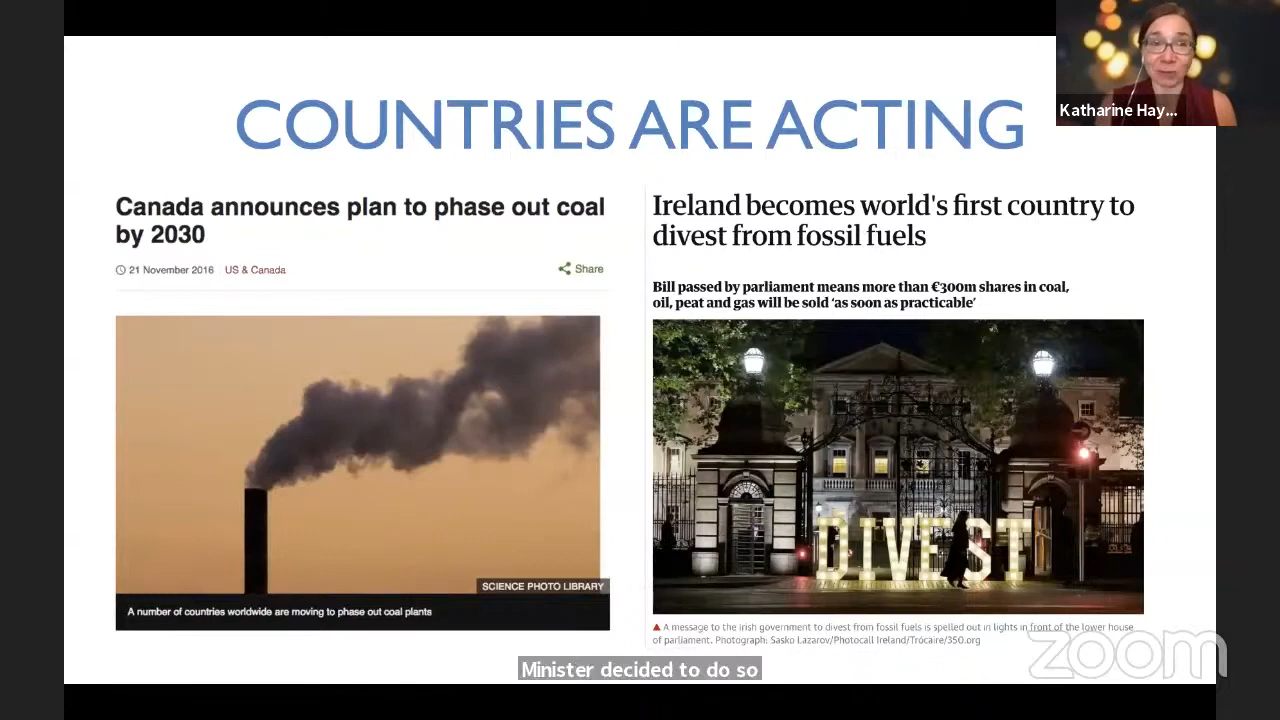 COUNTRIES ARE ACTING
Katharine Hay...
Canada announces plan to phase out coal
by 2030
21 November 2016 US & Canada
Share
SCIENCE PHOTO LIBRARY
A number of countries worldwide are moving to phase out coal plants
Ireland becomes world's first country to
divest from fossil fuels
Bill passed by parliament means more than €300m shares in coal,
oil, peat and gas will be sold ‘as soon as practicable’
DIVEST
A message to the Irish government to divest from fossil fuels is spelled out in lights in front of the lower house
of parliament. Photograph: Sasko Lazarov/Photocall Ireland/Trócaire/350.org
Minister decided to do so
zoom